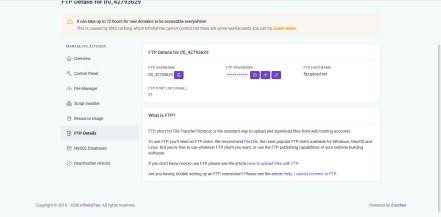 FTP Details for if0_42793629
It can take up to 72 hours for new domains to be accessible everywhere!
This is caused by DNS caching, which InfinityFree cannot control, but there are some workarounds you can try. Learn more.
MANAGE IF0_42793629
Overview
Control Panel
File Manager
Script Installer
Resource Usage
FTP Details
MySQL Databases
Deactivation History
FTP Details for if0_42793629
FTP USERNAME
if0_42793629
FTP PASSWORD
FTP HOSTNAME
ftpupload.net
FTP PORT (OPTIONAL)
21
What is FTP?
FTP, short for File Transfer Protocol, is the standard way to upload and download files from web hosting accounts.
To use FTP you'll need an FTP client. We recommend FileZilla, the most popular FTP client available for Windows, MacOS and
Linux. But you're free to use whatever FTP client you want, or use the FTP publishing capabilities of your website building
software.
If you don't know how to use FTP, please see the article How to upload files with FTP.
Are you having trouble setting up an FTP connection? Please see the article Help, I cannot connect to FTP.
Copyright © 2016 - 2026 InfinityFree. All rights reserved.
Powered by iFastNet